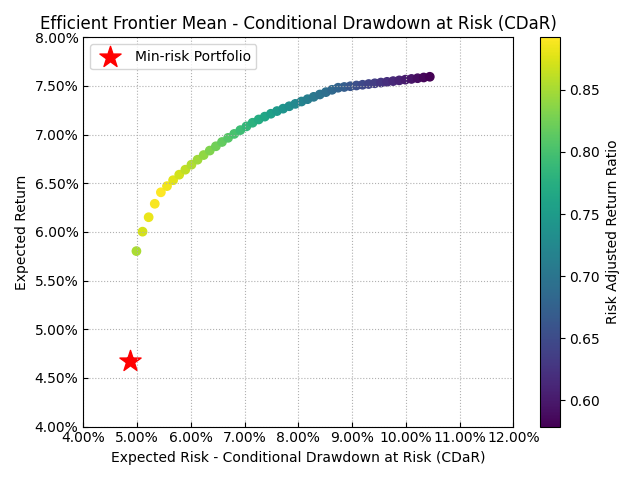 Efficient Frontier Mean - Conditional Drawdown at Risk (CDaR)
Min-risk Portfolio
8.00%
7.50%
7.00%
6.50%
6.00%
5.50%
5.00%
4.50%
4.00%
Expected Return
4.00% 5.00% 6.00% 7.00% 8.00% 9.00% 10.00% 11.00% 12.00%
Expected Risk - Conditional Drawdown at Risk (CDaR)
0.85
0.80
0.75
0.70
0.65
0.60
Risk Adjusted Return Ratio